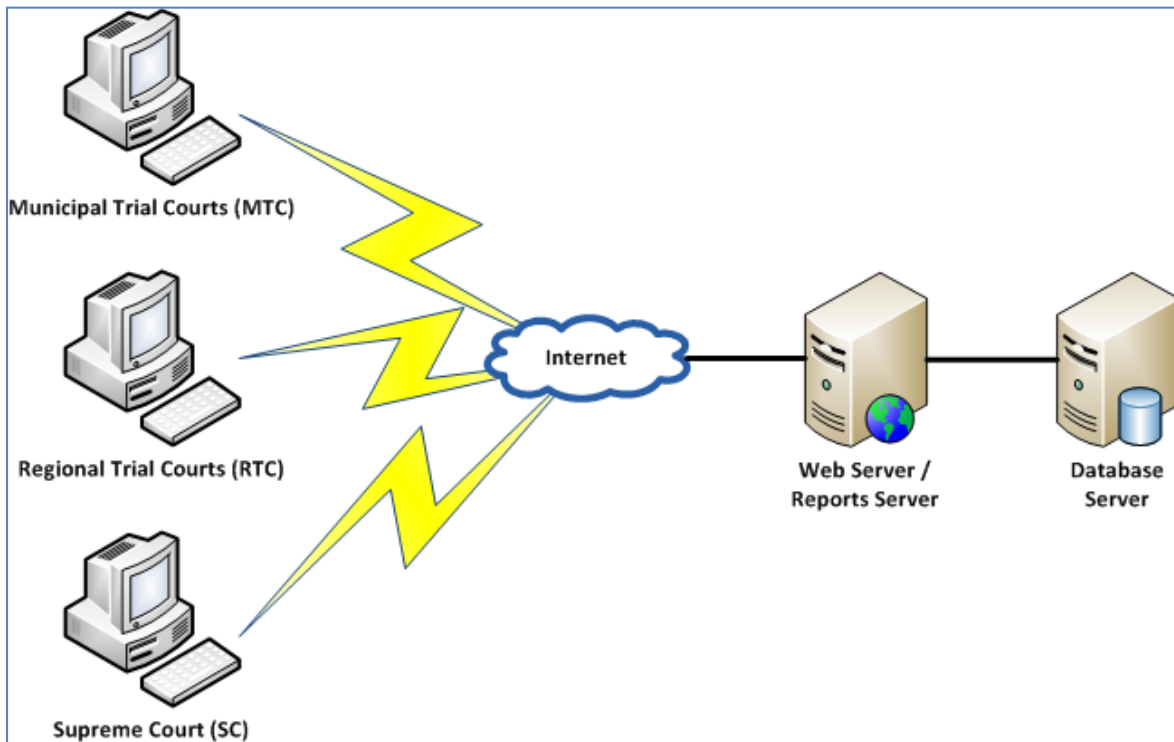 Municipal Trial Courts (MTC)
Internet
Regional Trial Courts (RTC)
Web Server /
Reports Server
Database
Server
Supreme Court (SC)